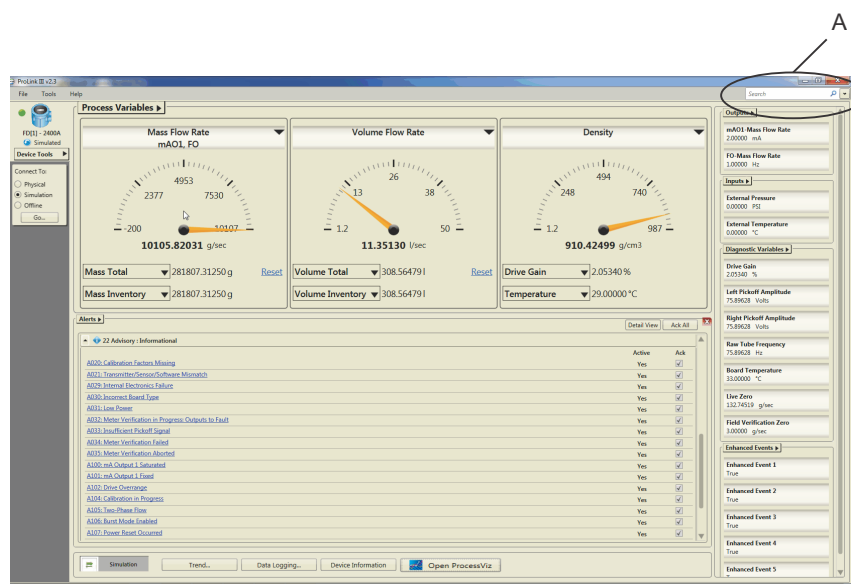 A
ProLink III v2.3
File Tools Help
Search
FD[1] - 2400A
Simulated
Device Tools
Connect To:
Physical
Simulation
Offline
Go...
Process Variables
Mass Flow Rate
mAO1, FO
4953
2377 7530
-200 10107
10105.82031 g/sec
Mass Total 281807.31250 g Reset
Mass Inventory 281807.31250 g
Volume Flow Rate
26
13 38
1.2 50
11.35130 l/sec
Volume Total 308.56479 l Reset
Volume Inventory 308.56479 l
Density
494
248 740
1.2 987
910.42499 g/cm3
Drive Gain 2.05340 %
Temperature 29.00000 °C
Alerts
Detail View Ack All
22 Advisory : Informational
Active Ack
A020: Calibration Factors Missing Yes
A021: Transmitter/Sensor/Software Mismatch Yes
A029: Internal Electronics Failure Yes
A030: Incorrect Board Type Yes
A031: Low Power Yes
A032: Meter Verification in Progress: Outputs to Fault Yes
A033: Insufficient Pickoff Signal Yes
A034: Meter Verification Failed Yes
A035: Meter Verification Aborted Yes
A100: mA Output 1 Saturated Yes
A101: mA Output 1 Fixed Yes
A102: Drive Overrange Yes
A104: Calibration in Progress Yes
A105: Two-Phase Flow Yes
A106: Burst Mode Enabled Yes
A107: Power Reset Occurred Yes
Simulation Trend... Data Logging... Device Information Open ProcessViz
Outputs
mAO1-Mass Flow Rate
2.00000 mA
FO-Mass Flow Rate
1.00000 Hz
Inputs
External Pressure
0.00000 PSI
External Temperature
0.00000 °C
Diagnostic Variables
Drive Gain
2.05340 %
Left Pickoff Amplitude
75.89628 Volts
Right Pickoff Amplitude
75.89628 Volts
Raw Tube Frequency
75.89628 Hz
Board Temperature
33.00000 °C
Live Zero
132.74519 g/sec
Field Verification Zero
3.00000 g/sec
Enhanced Events
Enhanced Event 1
True
Enhanced Event 2
True
Enhanced Event 3
True
Enhanced Event 4
True
Enhanced Event 5